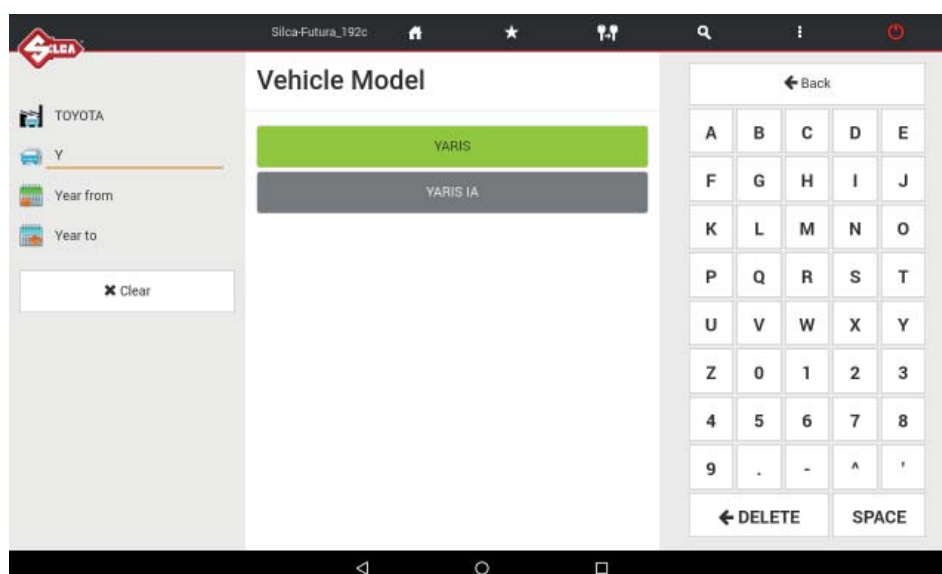 SILCA
Silca-Futura_192c
TOYOTA
Y
Year from
Year to
✖ Clear
Vehicle Model
YARIS
YARIS IA
← Back
A B C D E
F G H I J
K L M N O
P Q R S T
U V W X Y
Z 0 1 2 3
4 5 6 7 8
9 . - ^ '
← DELETE SPACE